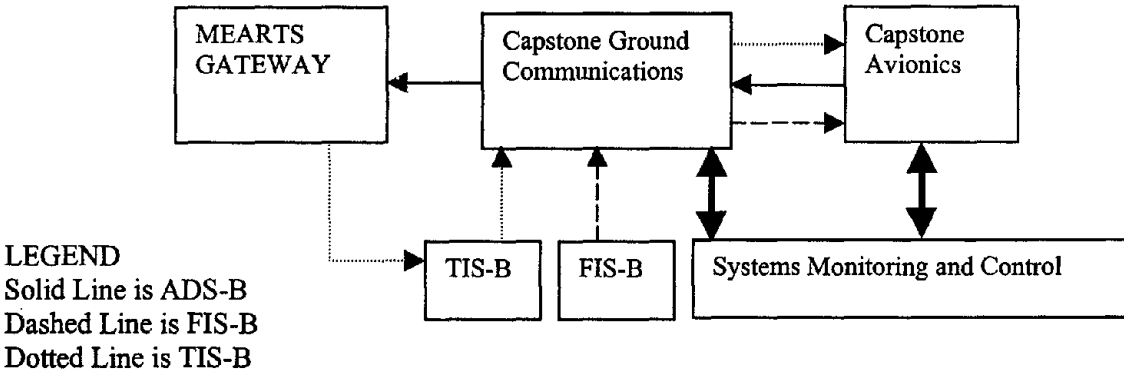 MEARTS
GATEWAY
Capstone Ground
Communications
Capstone
Avionics
TIS-B
FIS-B
Systems Monitoring and Control
LEGEND
Solid Line is ADS-B
Dashed Line is FIS-B
Dotted Line is TIS-B